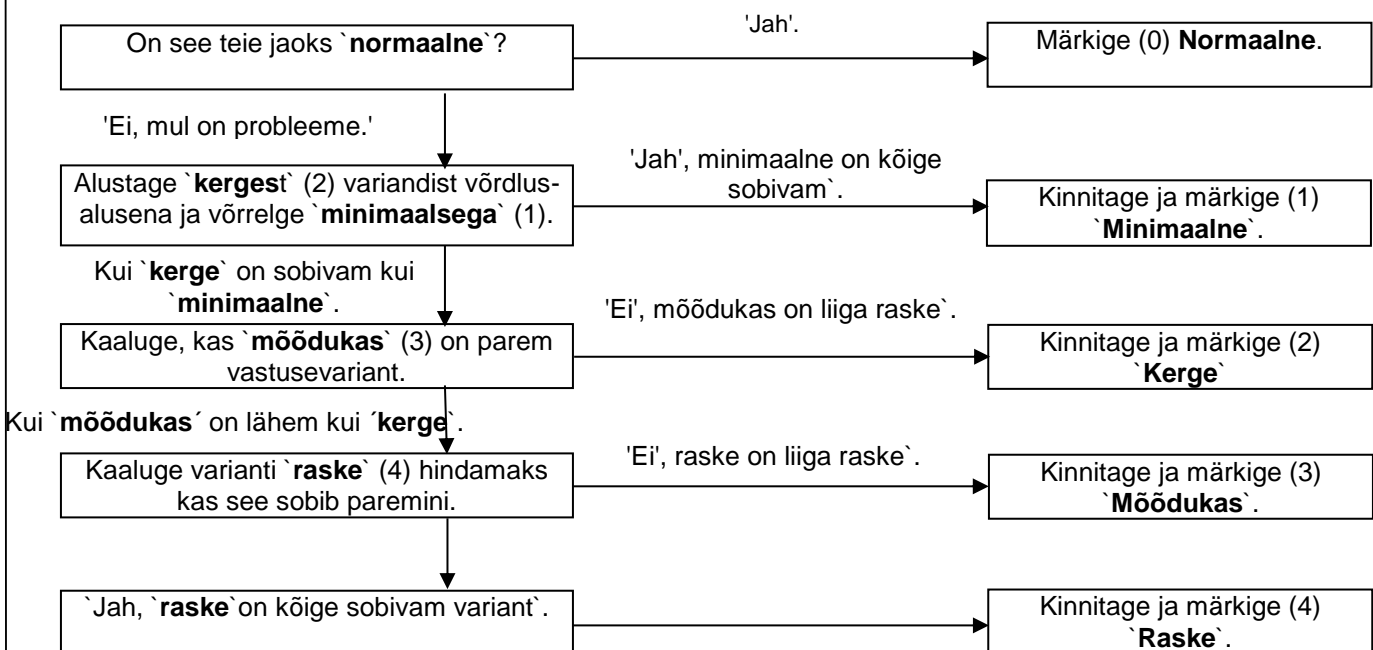 'Jah'.
On see teie jaoks `normaalne`?
Märkige (0) Normaalne.
'Ei, mul on probleeme.'
'Jah', minimaalne on kõige
sobivam`.
Alustage `kergest` (2) variandist võrdlus-
alusena ja võrrelge `minimaalsega` (1).
Kinnitage ja märkige (1)
`Minimaalne`.
Kui `kerge` on sobivam kui
`minimaalne`.
'Ei', mõõdukas on liiga raske`.
Kaaluge, kas `mõõdukas` (3) on parem
vastusevariant.
Kinnitage ja märkige (2)
`Kerge`
Kui `mõõdukas´ on lähem kui ´kerge`.
'Ei', raske on liiga raske`.
Kaaluge varianti `raske` (4) hindamaks
kas see sobib paremini.
Kinnitage ja märkige (3)
`Mõõdukas`.
`Jah, `raske`on kõige sobivam variant`.
Kinnitage ja märkige (4)
`Raske`.